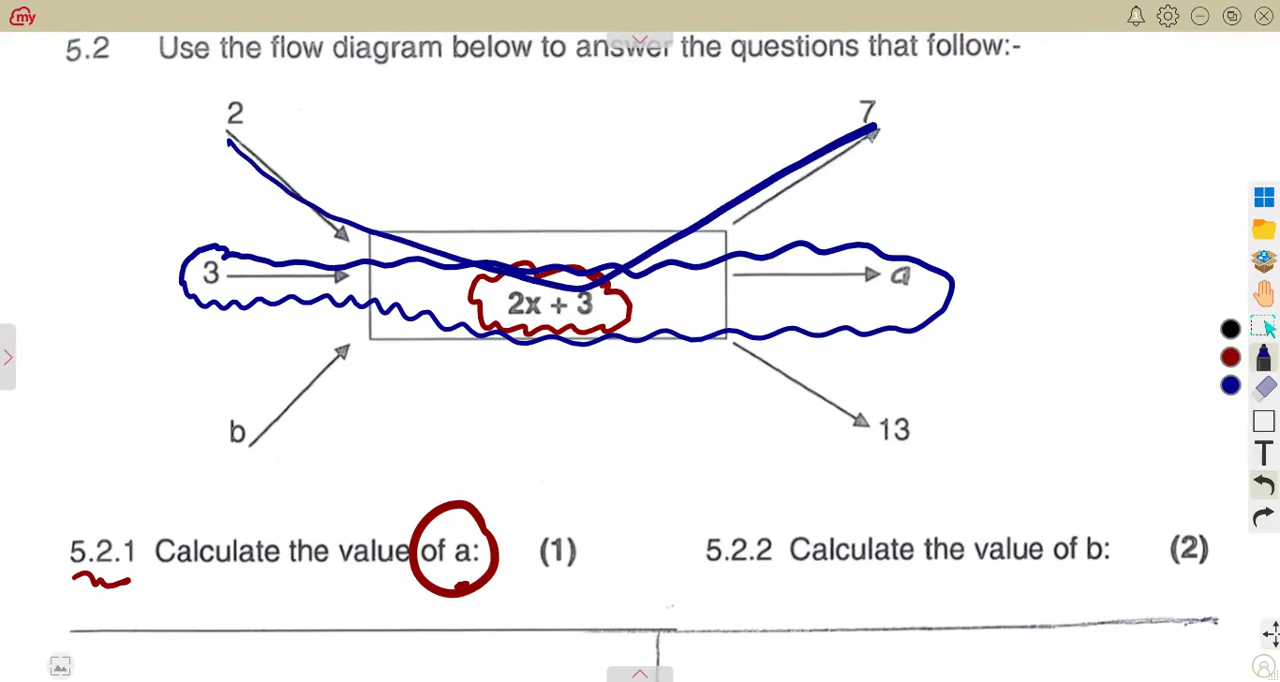 my
5.2 Use the flow diagram below to answer the questions that follow:-
2 7
3 2x + 3 a
b 13
5.2.1 Calculate the value of a: (1) 5.2.2 Calculate the value of b: (2)
T